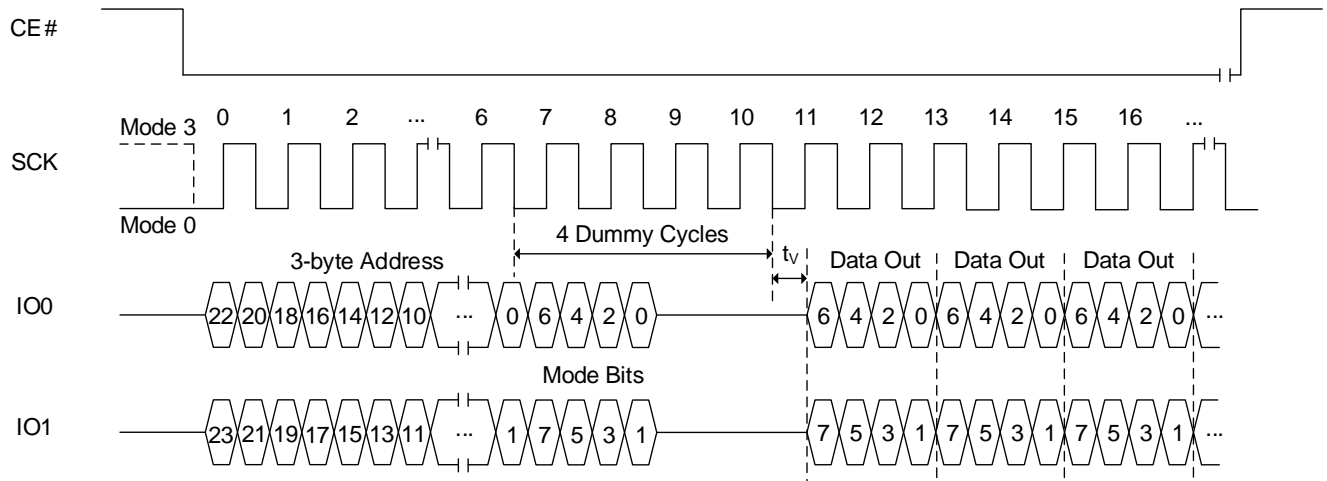 CE#
0 1 2 ... 6 7 8 9 10 11 12 13 14 15 16 ...
Mode 3
SCK
Mode 0
4 Dummy Cycles
tV
3-byte Address Data Out Data Out Data Out
IO0 22 20 18 16 14 12 10 ... 0 6 4 2 0 6 4 2 0 6 4 2 0 6 4 2 0 ...
Mode Bits
IO1 23 21 19 17 15 13 11 ... 1 7 5 3 1 7 5 3 1 7 5 3 1 7 5 3 1 ...